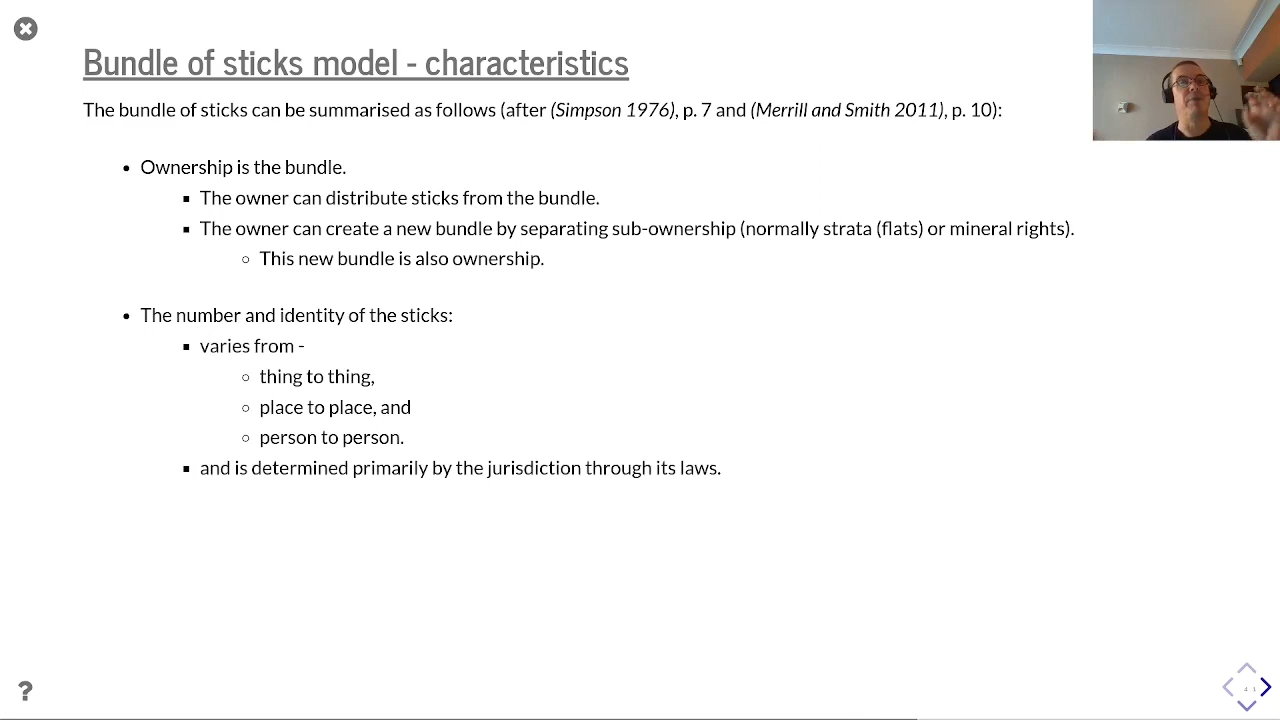 Bundle of sticks model - characteristics
The bundle of sticks can be summarised as follows (after (Simpson 1976), p. 7 and (Merrill and Smith 2011), p. 10):
Ownership is the bundle.
The owner can distribute sticks from the bundle.
The owner can create a new bundle by separating sub-ownership (normally strata (flats) or mineral rights).
This new bundle is also ownership.
The number and identity of the sticks:
varies from -
thing to thing,
place to place, and
person to person.
and is determined primarily by the jurisdiction through its laws.
?